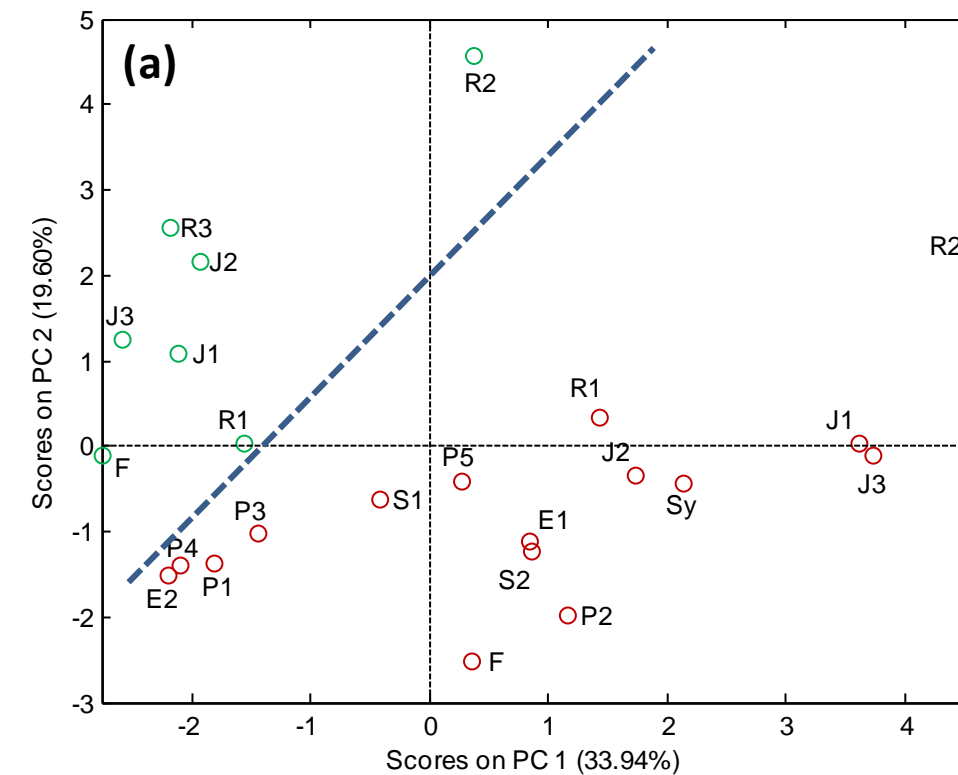 (a)
5
4
3
2
1
0
-1
-2
-3
Scores on PC 2 (19.60%)
R2
R3
J2
R2
J3
J1
R1
R1
J1
F
P5
J2
J3
S1
Sy
P3
E1
P4
S2
E2
P1
P2
F
-2
-1
0
1
2
3
4
Scores on PC 1 (33.94%)